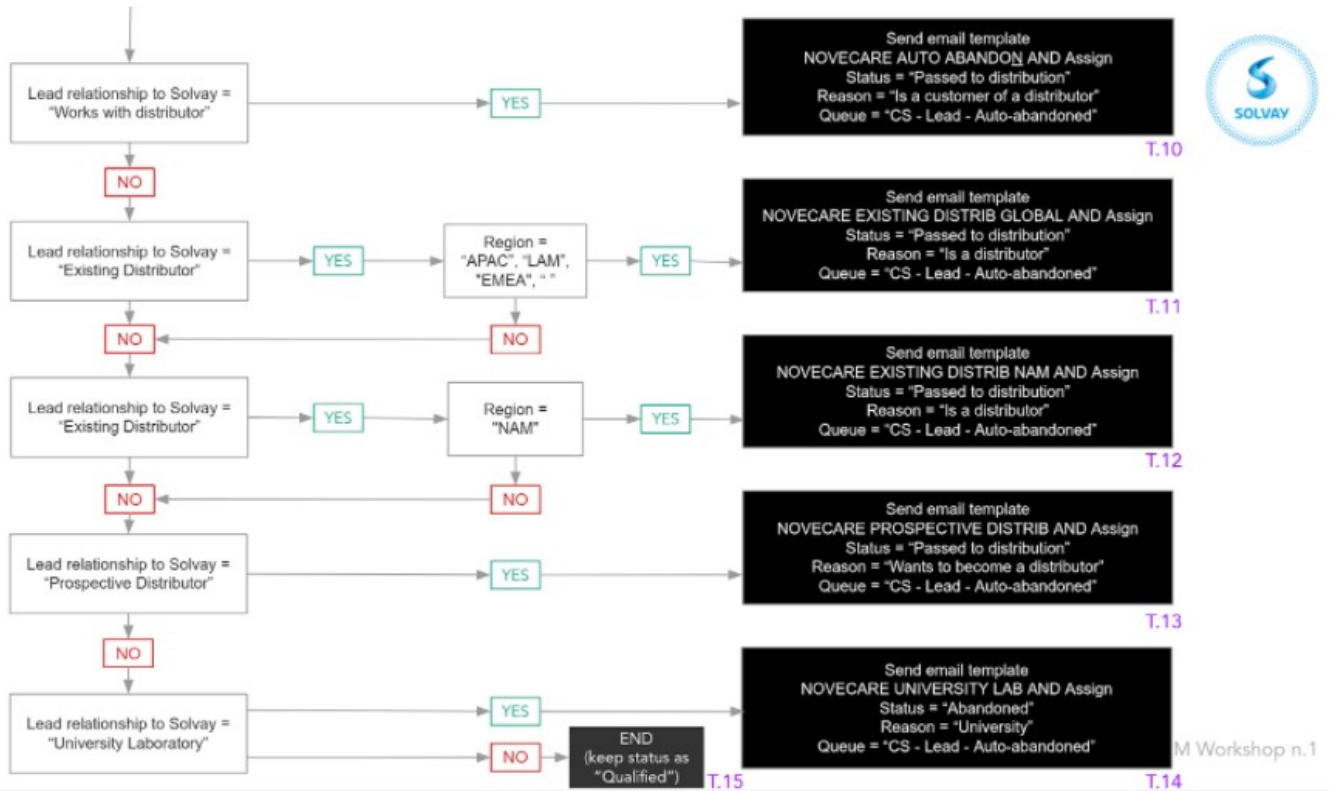 Lead relationship to Solvay =
"Works with distributor"
YES
Send email template
NOVECARE AUTO ABANDON AND Assign
Status = "Passed to distribution"
Reason = "Is a customer of a distributor"
Queue = "CS - Lead - Auto-abandoned"
T.10
SOLVAY
NO
Lead relationship to Solvay =
"Existing Distributor"
YES
Region =
"APAC", "LAM",
"EMEA", " "
YES
Send email template
NOVECARE EXISTING DISTRIB GLOBAL AND Assign
Status = "Passed to distribution"
Reason = "Is a distributor"
Queue = "CS - Lead - Auto-abandoned"
T.11
NO
NO
Lead relationship to Solvay =
"Existing Distributor"
YES
Region =
"NAM"
YES
Send email template
NOVECARE EXISTING DISTRIB NAM AND Assign
Status = "Passed to distribution"
Reason = "Is a distributor"
Queue = "CS - Lead - Auto-abandoned"
T.12
NO
NO
Lead relationship to Solvay =
"Prospective Distributor"
YES
Send email template
NOVECARE PROSPECTIVE DISTRIB AND Assign
Status = "Passed to distribution"
Reason = "Wants to become a distributor"
Queue = "CS - Lead - Auto-abandoned"
T.13
NO
Lead relationship to Solvay =
"University Laboratory"
YES
Send email template
NOVECARE UNIVERSITY LAB AND Assign
Status = "Abandoned"
Reason = "University"
Queue = "CS - Lead - Auto-abandoned"
T.14
NO
END
(keep status as
"Qualified")
T.15
M Workshop n.1